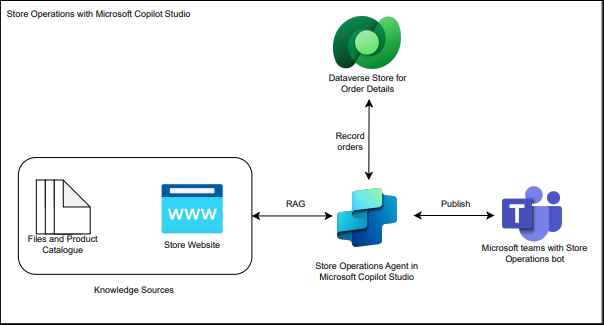 Store Operations with Microsoft Copilot Studio
Dataverse Store for
Order Details
Record
orders
WWW
Files and Product
Catalogue
Store Website
RAG
Publish
T
Microsoft teams with Store
Operations bot
Store Operations Agent in
Microsoft Copilot Studio
Knowledge Sources